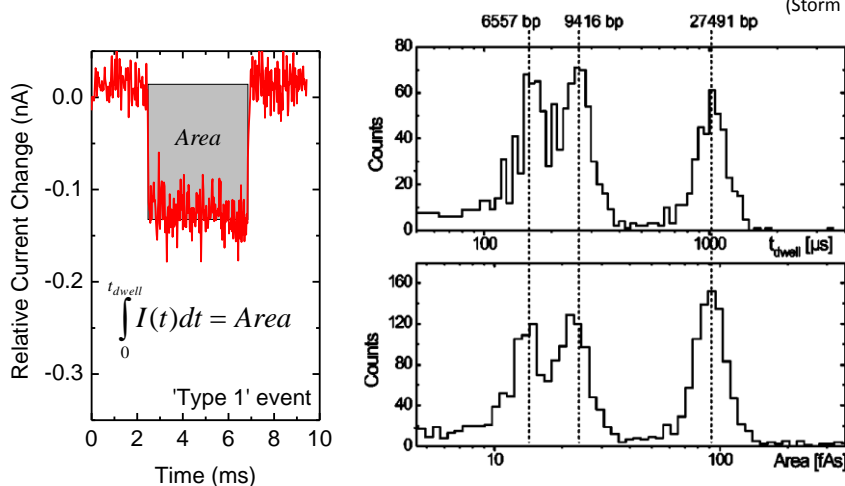 (Storm
6557 bp 9416 bp 27491 bp
Relative Current Change (nA)
0.0
-0.1
-0.2
-0.3
Area
t_dwell
∫ I(t)dt = Area
0
'Type 1' event
0 2 4 6 8 10
Time (ms)
Counts
80
60
40
20
0
100 1000
t_dwell [µs]
Counts
160
120
80
40
0
10 100
Area [fAs]